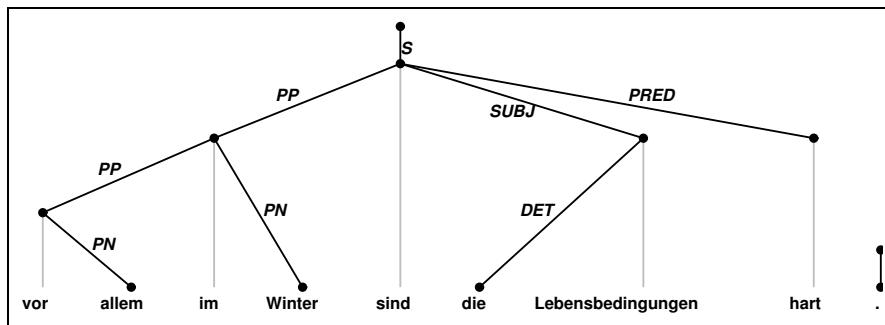 S
PP
PRED
SUBJ
PP
PN
DET
PN
vor allem im Winter sind die Lebensbedingungen hart .